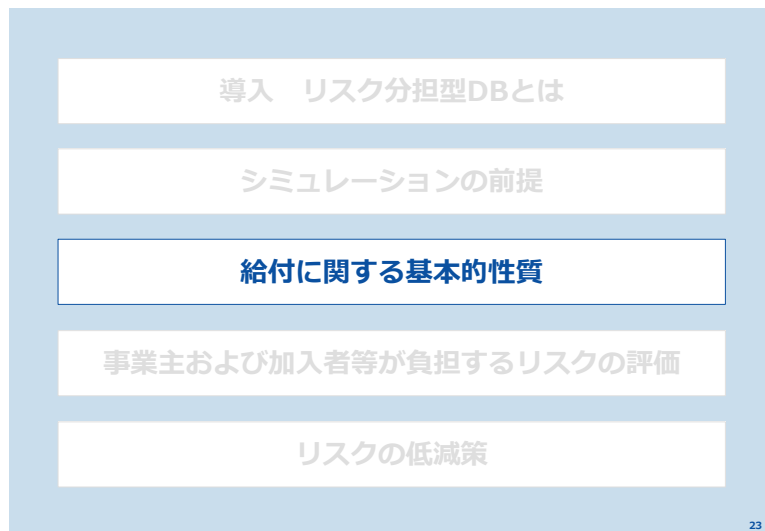 導入　リスク分担型DBとは
シミュレーションの前提
給付に関する基本的性質
事業主および加入者等が負担するリスクの評価
リスクの低減策
23